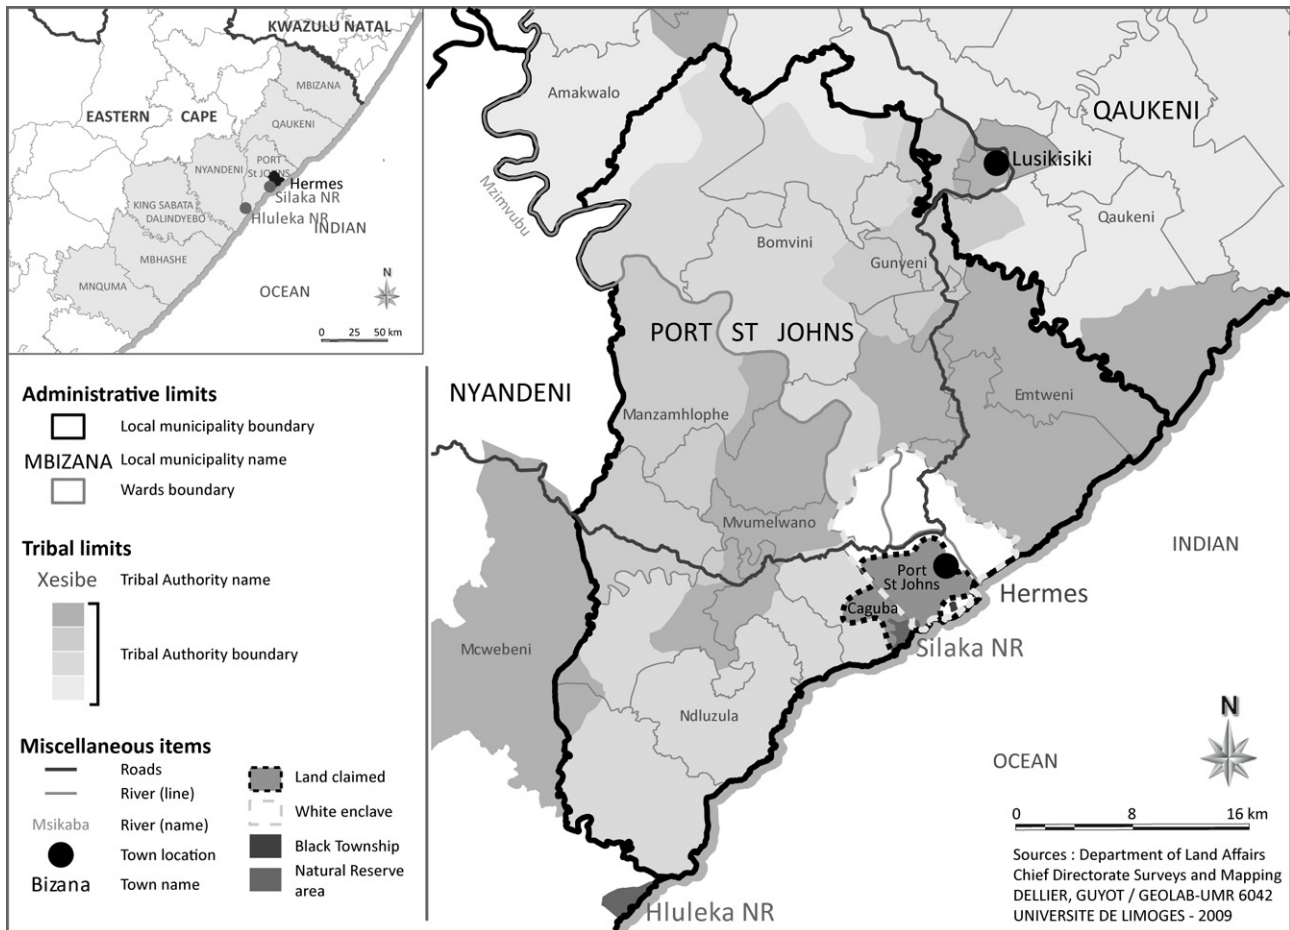 KWAZULU NATAL
MBIZANA
EASTERN
CAPE
QAUKENI
NYANDENI
PORT
St JOHNS
Hermes
Silaka NR
KING SABATA
DALINDYEBO
Hluleka NR
INDIAN
MBHASHE
MNQUMA
OCEAN
N
0 25 50 km
Administrative limits
Local municipality boundary
MBIZANA Local municipality name
Wards boundary
Tribal limits
Xesibe Tribal Authority name
Tribal Authority boundary
Miscellaneous items
Roads
River (line)
Msikaba River (name)
Town location
Bizana Town name
Land claimed
White enclave
Black Township
Natural Reserve
area
Amakwalo
QAUKENI
Lusikisiki
Mzimvubu
Qaukeni
Bomvini
Gunyeni
PORT ST JOHNS
NYANDENI
Emtweni
Manzamhlophe
Mvumelwano
INDIAN
Port
St Johns
Hermes
Caguba
Silaka NR
Mcwebeni
Ndluzula
N
OCEAN
0 8 16 km
Sources : Department of Land Affairs
Chief Directorate Surveys and Mapping
DELLIER, GUYOT / GEOLAB-UMR 6042
UNIVERSITE DE LIMOGES - 2009
Hluleka NR